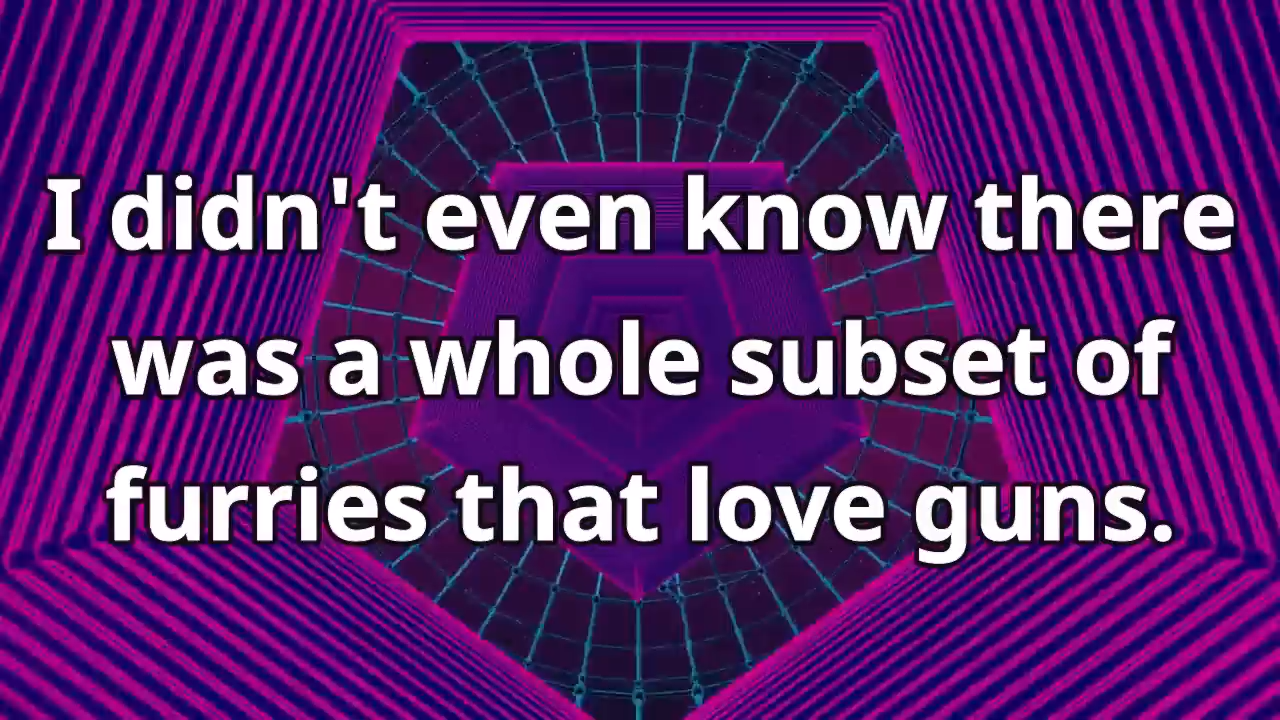 I didn't even know there
was a whole subset of
furries that love guns.